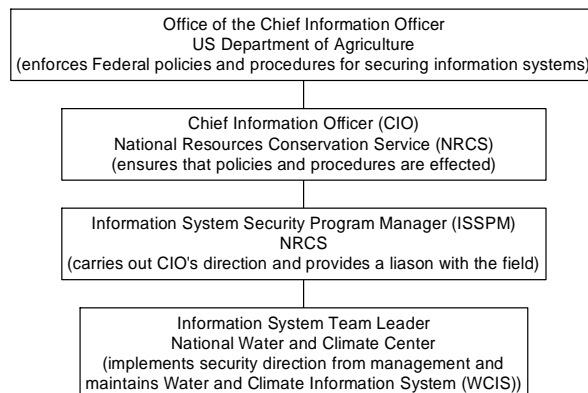 Office of the Chief Information Officer
US Department of Agriculture
(enforces Federal policies and procedures for securing information systems)
Chief Information Officer (CIO)
National Resources Conservation Service (NRCS)
(ensures that policies and procedures are effected)
Information System Security Program Manager (ISSPM)
NRCS
(carries out CIO's direction and provides a liason with the field)
Information System Team Leader
National Water and Climate Center
(implements security direction from management and
maintains Water and Climate Information System (WCIS))